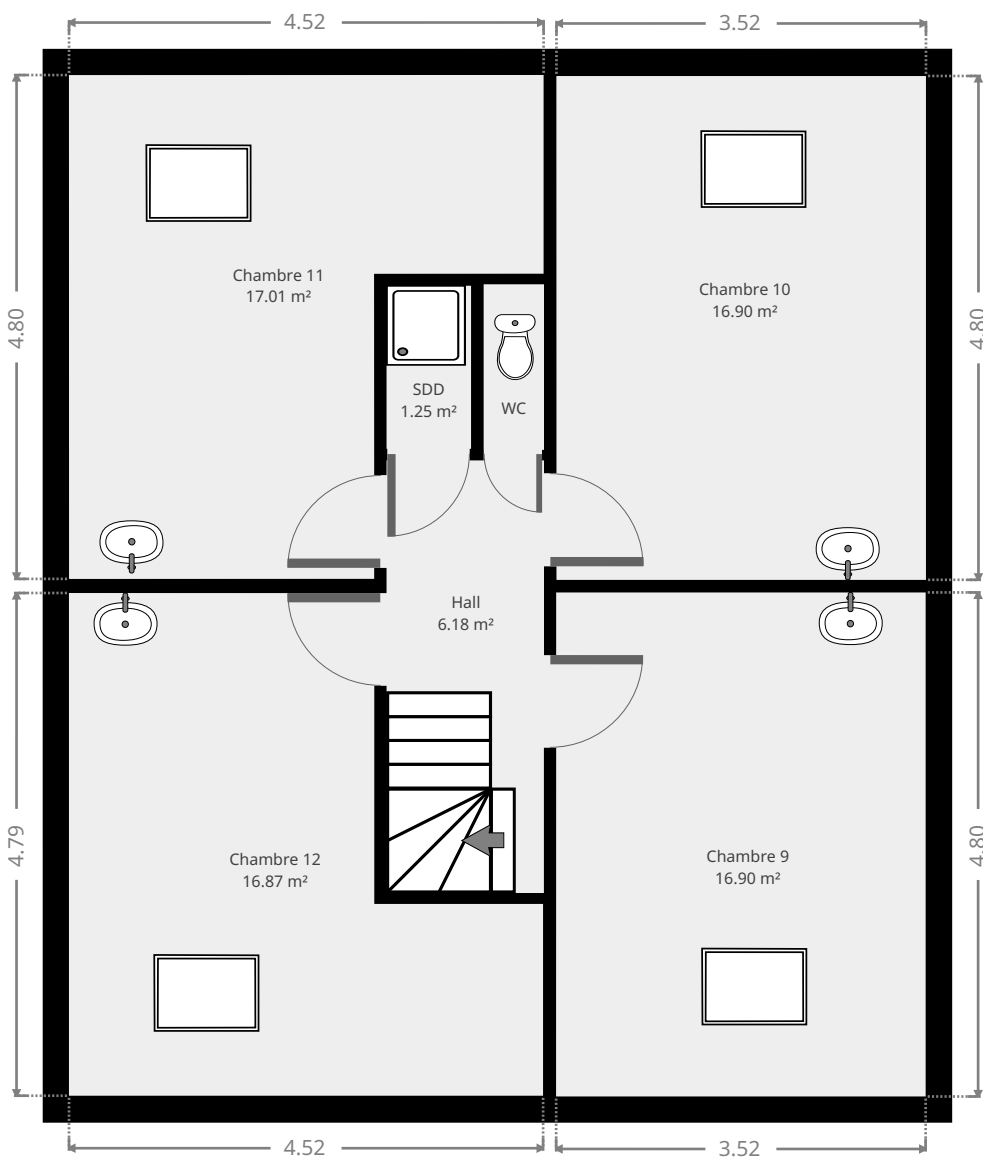 4.52
3.52
Chambre 11
17.01 m²
Chambre 10
16.90 m²
4.80
4.80
SDD
1.25 m²
WC
Hall
6.18 m²
4.79
4.80
Chambre 12
16.87 m²
Chambre 9
16.90 m²
4.52
3.52